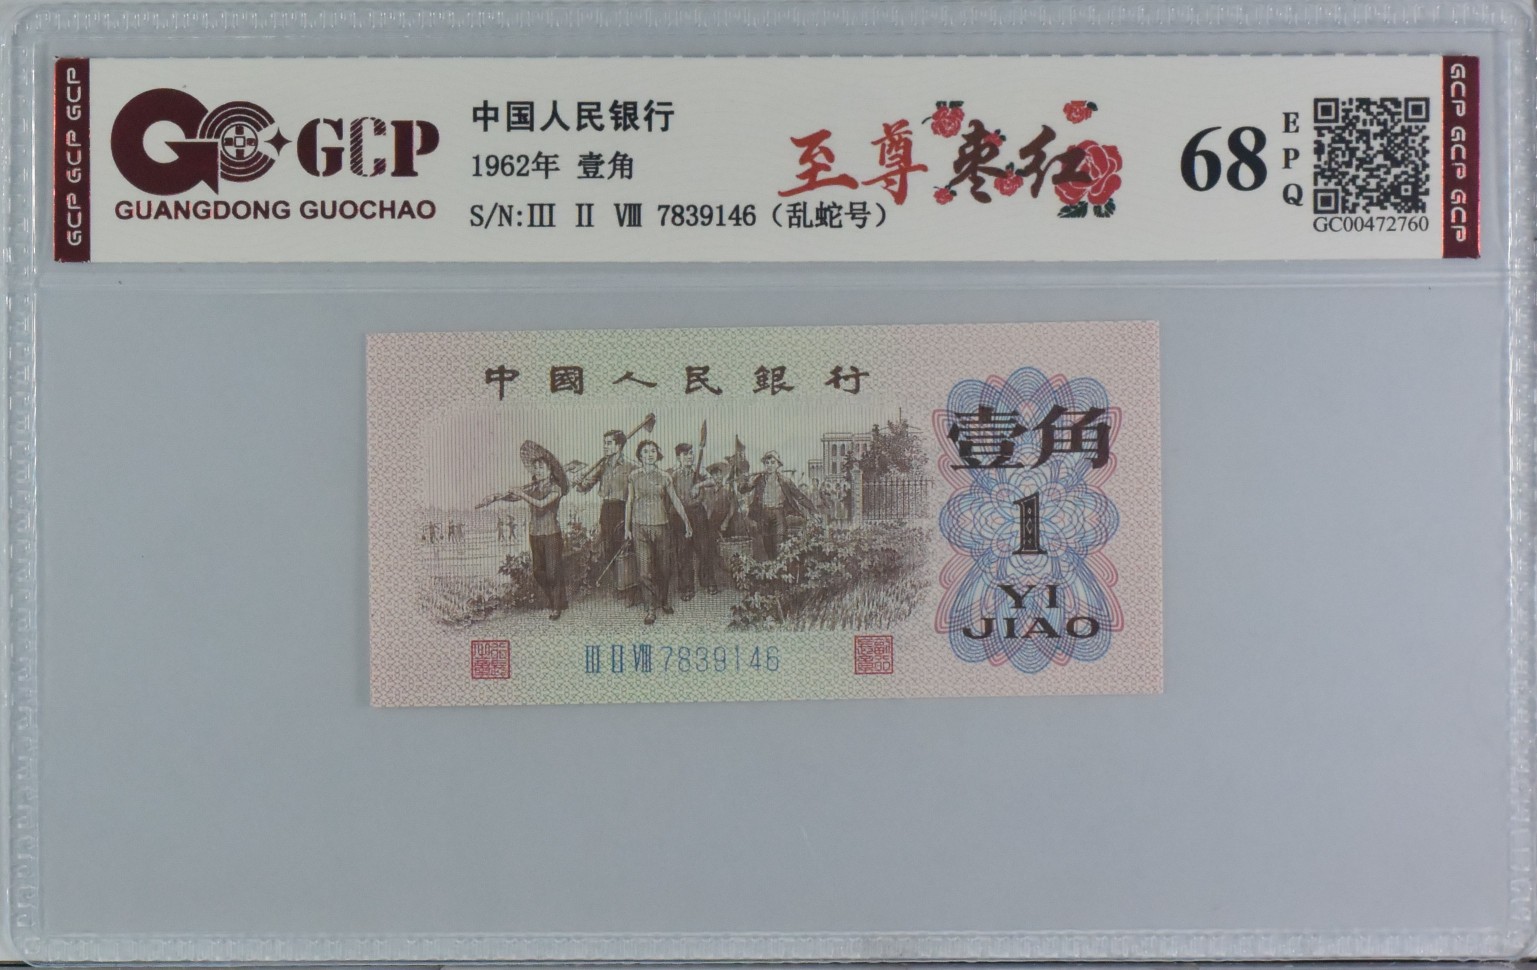 GCP GCP GCP
GCP
GUANGDONG GUOCHAO
中国人民银行
1962年 壹角
S/N:Ⅲ Ⅱ Ⅷ 7839146（乱蛇号）
至尊枣红
68
EPQ
GC00472760
GCP GCP GCP
中國人民銀行
壹角
1
YI
JIAO
Ⅲ Ⅱ Ⅷ 7839146